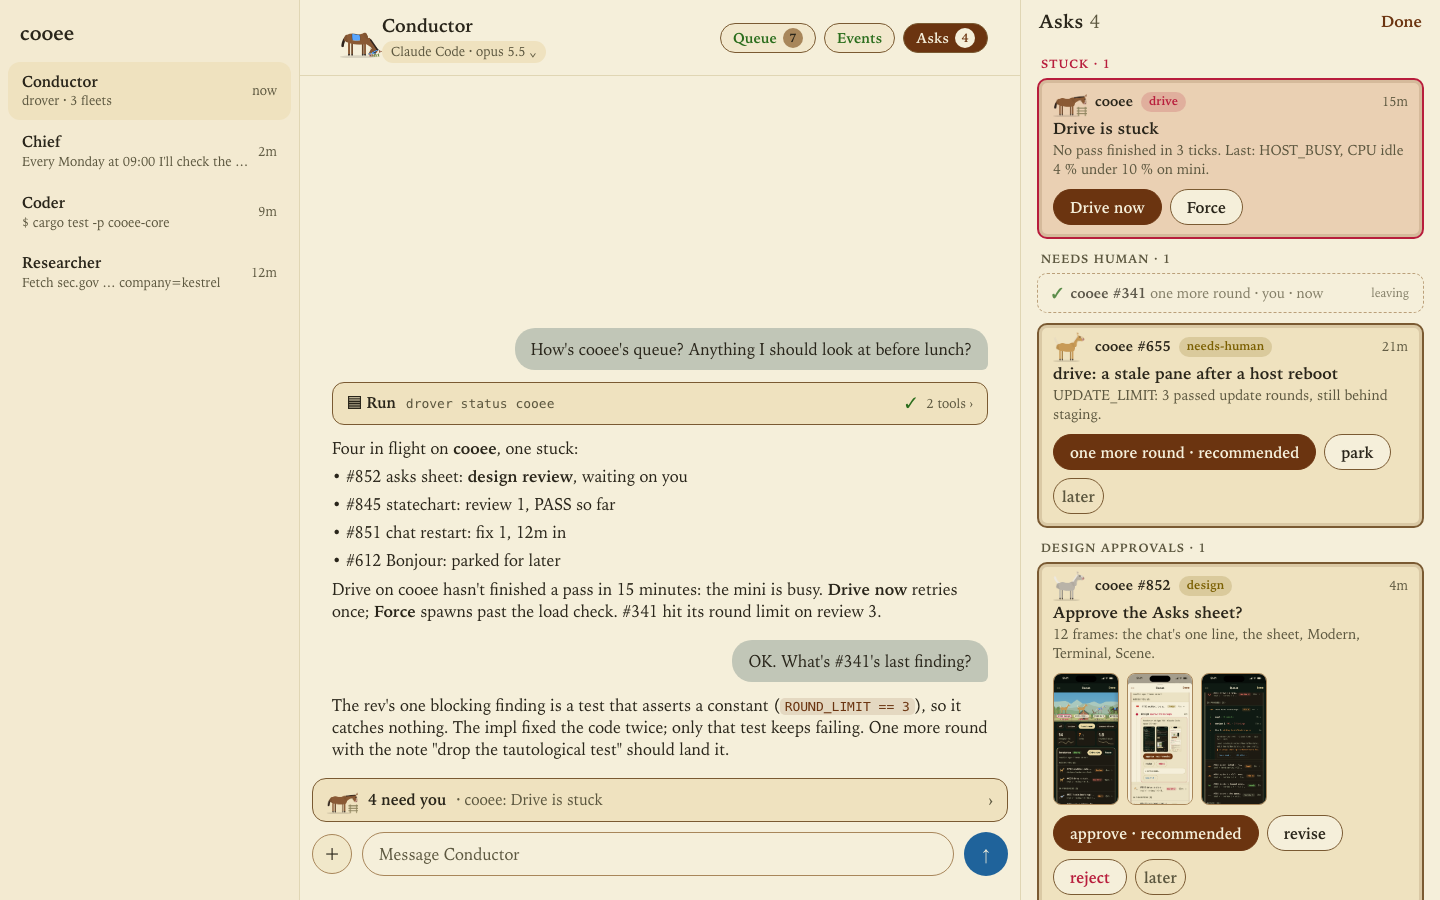 cooee
Conductor
drover · 3 fleets
now
Chief
Every Monday at 09:00 I'll check the …
2m
Coder
$ cargo test -p cooee-core
9m
Researcher
Fetch sec.gov … company=kestrel
12m
Conductor
Claude Code · opus 5.5 ⌄
Queue 7
Events
Asks 4
How's cooee's queue? Anything I should look at before lunch?
Run drover status cooee
✓ 2 tools ›
Four in flight on cooee, one stuck:
• #852 asks sheet: design review, waiting on you
• #845 statechart: review 1, PASS so far
• #851 chat restart: fix 1, 12m in
• #612 Bonjour: parked for later
Drive on cooee hasn't finished a pass in 15 minutes: the mini is busy. Drive now retries
once; Force spawns past the load check. #341 hit its round limit on review 3.
OK. What's #341's last finding?
The rev's one blocking finding is a test that asserts a constant (ROUND_LIMIT == 3), so it
catches nothing. The impl fixed the code twice; only that test keeps failing. One more round
with the note "drop the tautological test" should land it.
4 need you · cooee: Drive is stuck ›
+
Message Conductor
↑
Asks 4
Done
STUCK · 1
cooee drive 15m
Drive is stuck
No pass finished in 3 ticks. Last: HOST_BUSY, CPU idle
4 % under 10 % on mini.
Drive now
Force
NEEDS HUMAN · 1
✓ cooee #341 one more round · you · now leaving
cooee #655 needs-human 21m
drive: a stale pane after a host reboot
UPDATE_LIMIT: 3 passed update rounds, still behind
staging.
one more round · recommended
park
later
DESIGN APPROVALS · 1
cooee #852 design 4m
Approve the Asks sheet?
12 frames: the chat's one line, the sheet, Modern,
Terminal, Scene.
approve · recommended
revise
reject
later